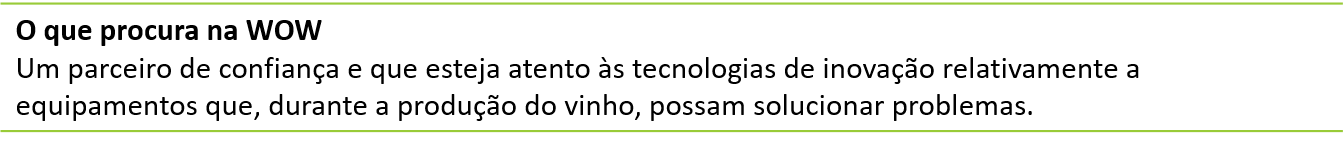 O que procura na WOW
Um parceiro de confiança e que esteja atento às tecnologias de inovação relativamente a
equipamentos que, durante a produção do vinho, possam solucionar problemas.